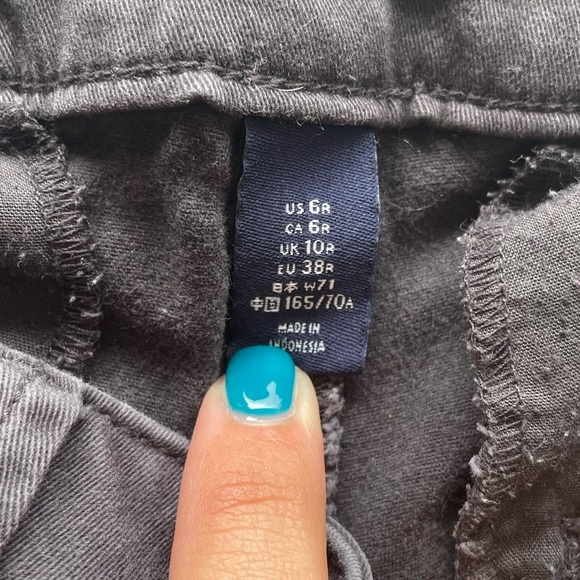 US 6R
CA 6R
UK 10R
EU 38R
日本 W71
中国 165/70A
MADE IN
INDONESIA